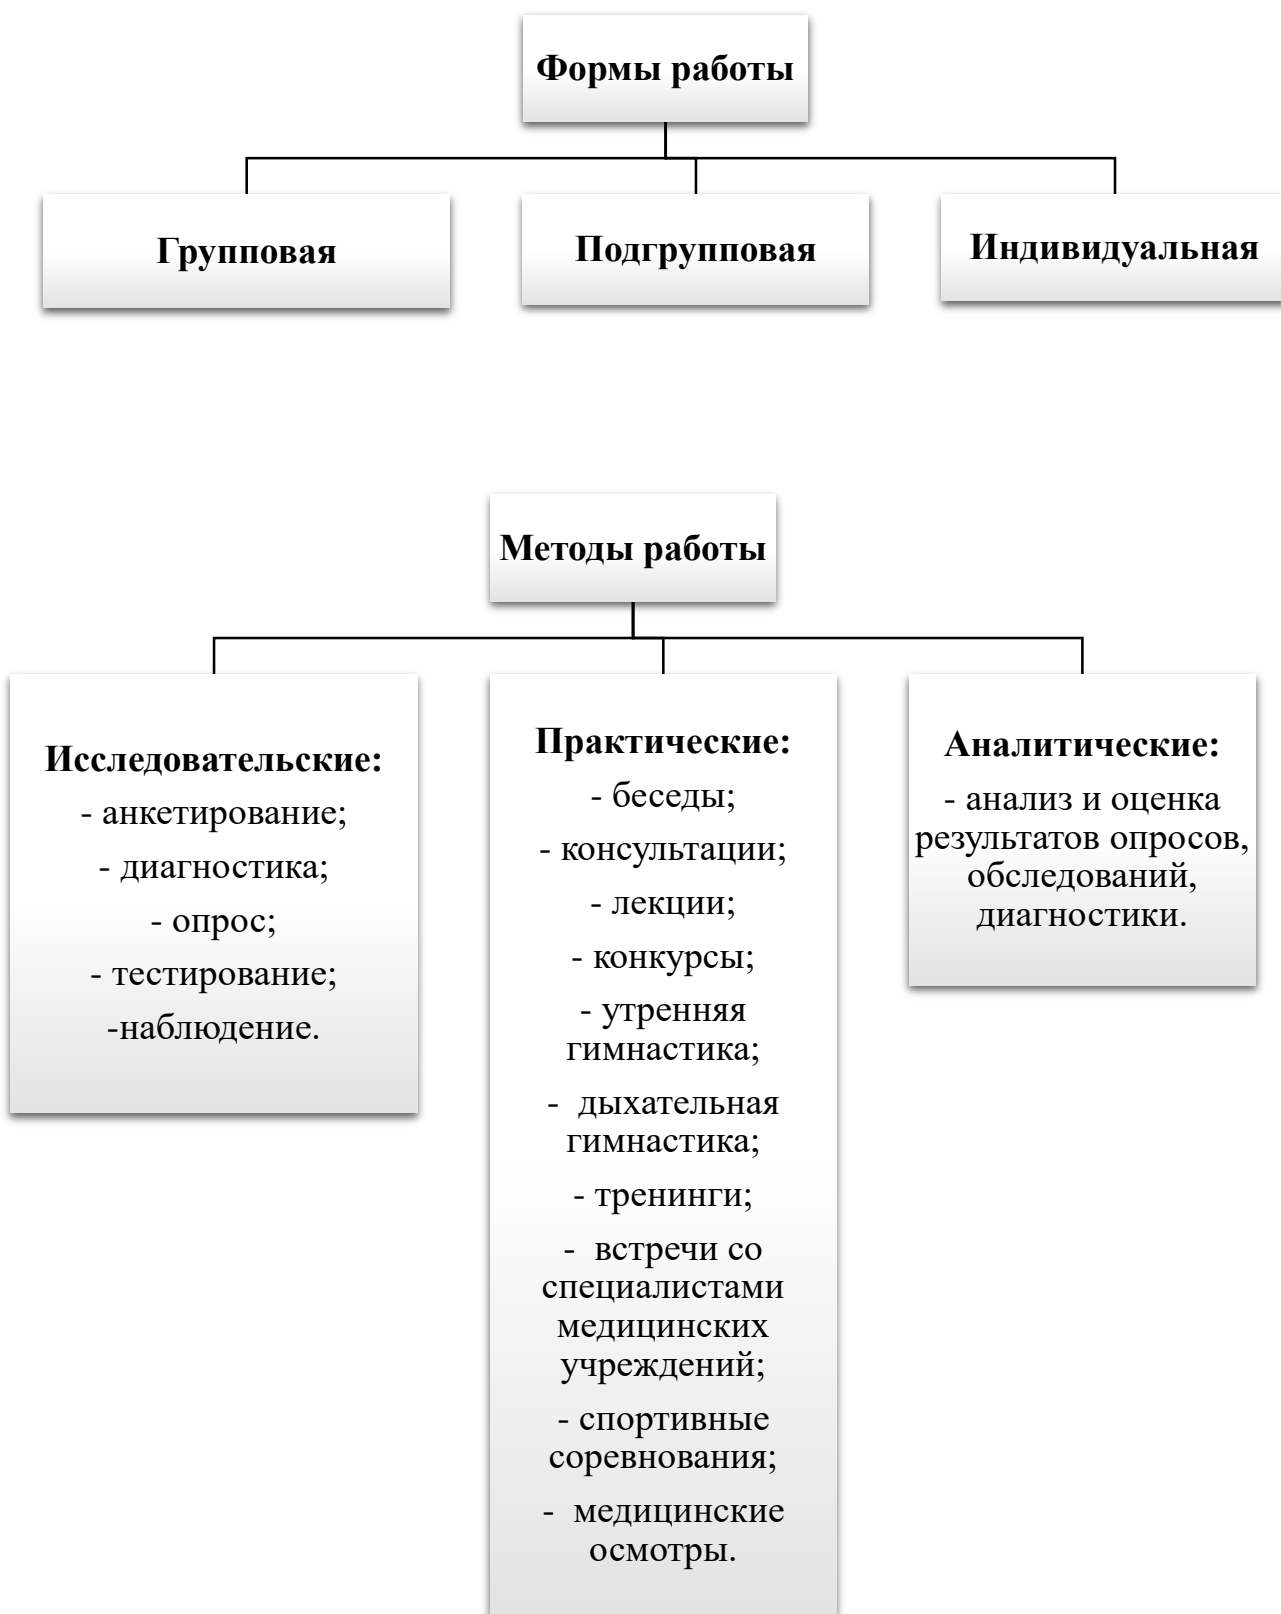 Формы работы
Групповая
Подгрупповая
Индивидуальная
Методы работы
Исследовательские:
- анкетирование;
- диагностика;
- опрос;
- тестирование;
-наблюдение.
Практические:
- беседы;
- консультации;
- лекции;
- конкурсы;
- утренняя
гимнастика;
- дыхательная
гимнастика;
- тренинги;
- встречи со
специалистами
медицинских
учреждений;
- спортивные
соревнования;
- медицинские
осмотры.
Аналитические:
- анализ и оценка
результатов опросов,
обследований,
диагностики.